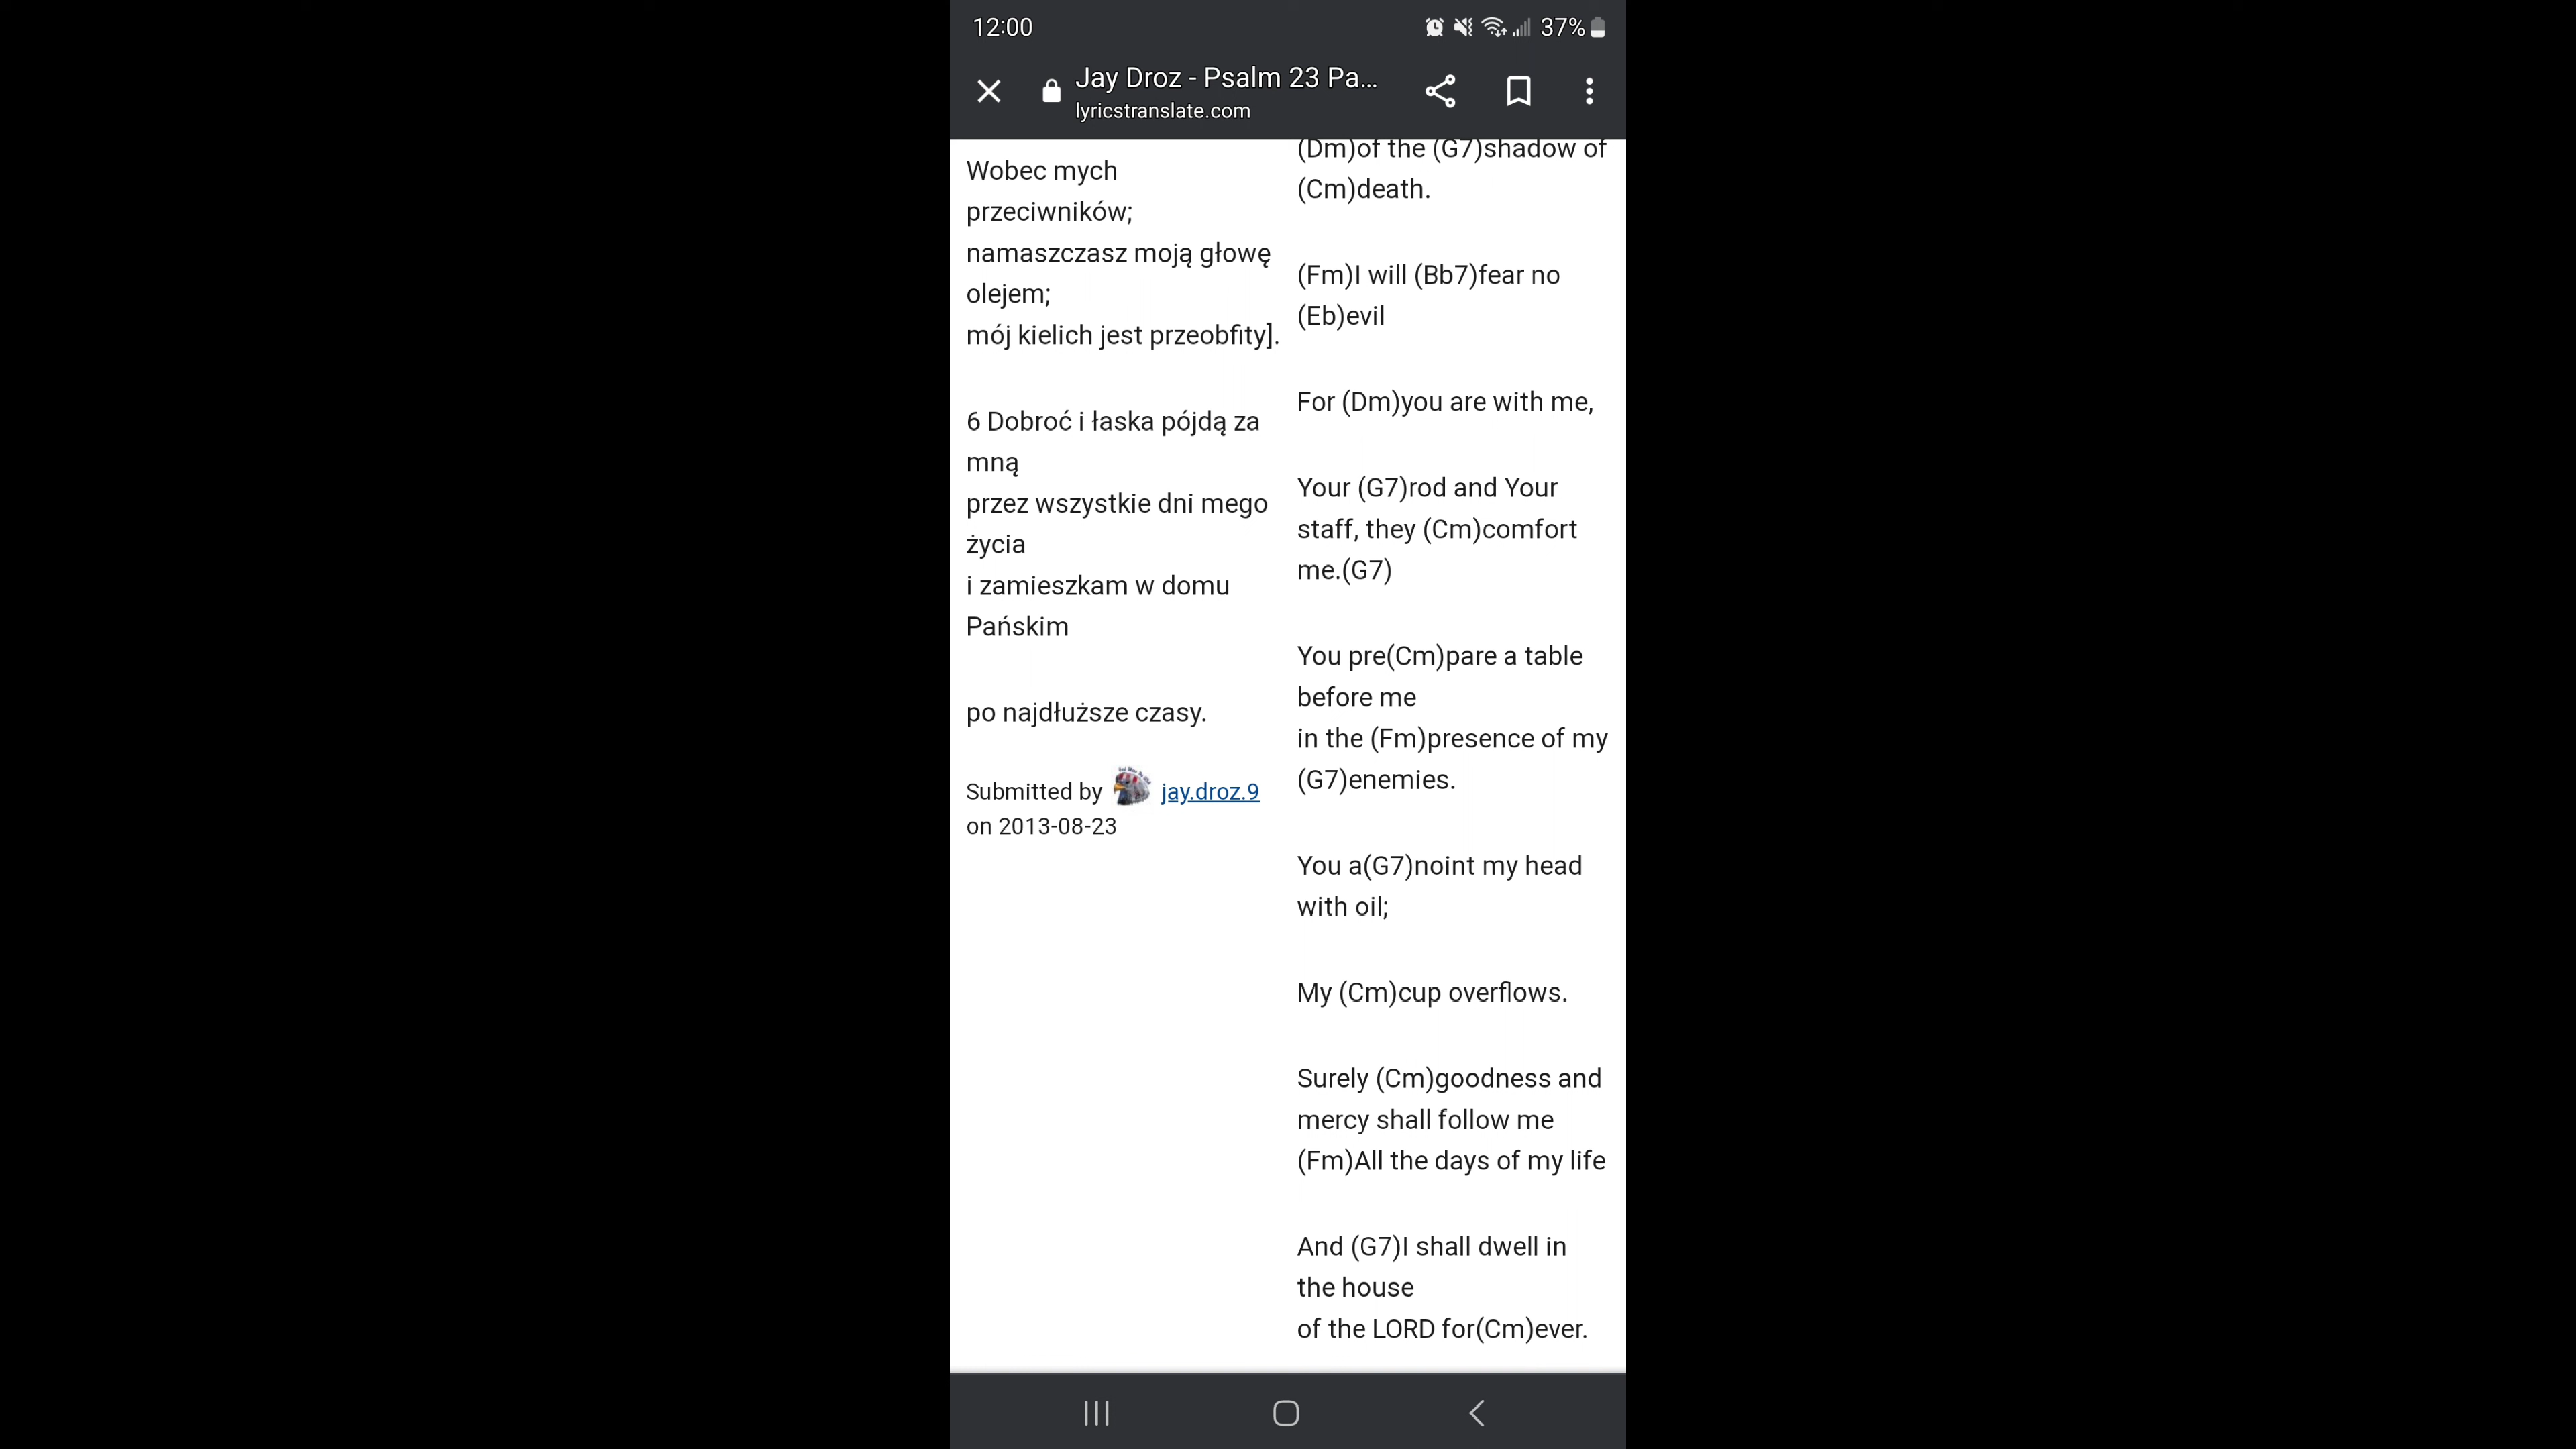 12:00
37%
Jay Droz - Psalm 23 Pa...
lyricstranslate.com
Wobec mych
przeciwników;
namaszczasz moją głowę
olejem;
mój kielich jest przeobfity].
6 Dobroć i łaska pójdą za
mną
przez wszystkie dni mego
życia
i zamieszkam w domu
Pańskim
po najdłuższe czasy.
Submitted by jay.droz.9
on 2013-08-23
(Dm)of the (G7)shadow of
(Cm)death.
(Fm)I will (Bb7)fear no
(Eb)evil
For (Dm)you are with me,
Your (G7)rod and Your
staff, they (Cm)comfort
me.(G7)
You pre(Cm)pare a table
before me
in the (Fm)presence of my
(G7)enemies.
You a(G7)noint my head
with oil;
My (Cm)cup overflows.
Surely (Cm)goodness and
mercy shall follow me
(Fm)All the days of my life
And (G7)I shall dwell in
the house
of the LORD for(Cm)ever.